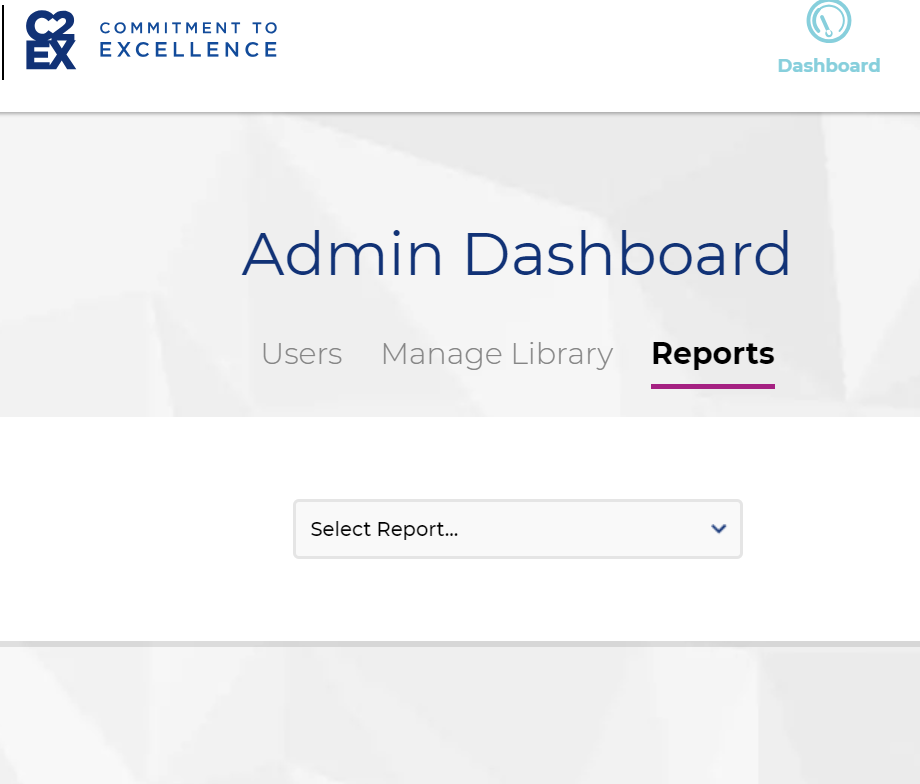 C2
EX
COMMITMENT TO
EXCELLENCE
Dashboard
Admin Dashboard
Users Manage Library Reports
Select Report...